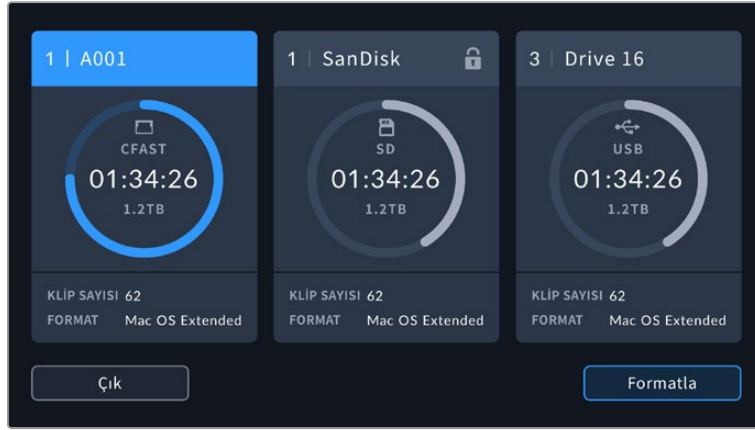 1 | A001
CFAST
01:34:26
1.2TB
KLİP SAYISI 62
FORMAT Mac OS Extended
1 | SanDisk
SD
01:34:26
1.2TB
KLİP SAYISI 62
FORMAT Mac OS Extended
3 | Drive 16
USB
01:34:26
1.2TB
KLİP SAYISI 62
FORMAT Mac OS Extended
Çık
Formatla